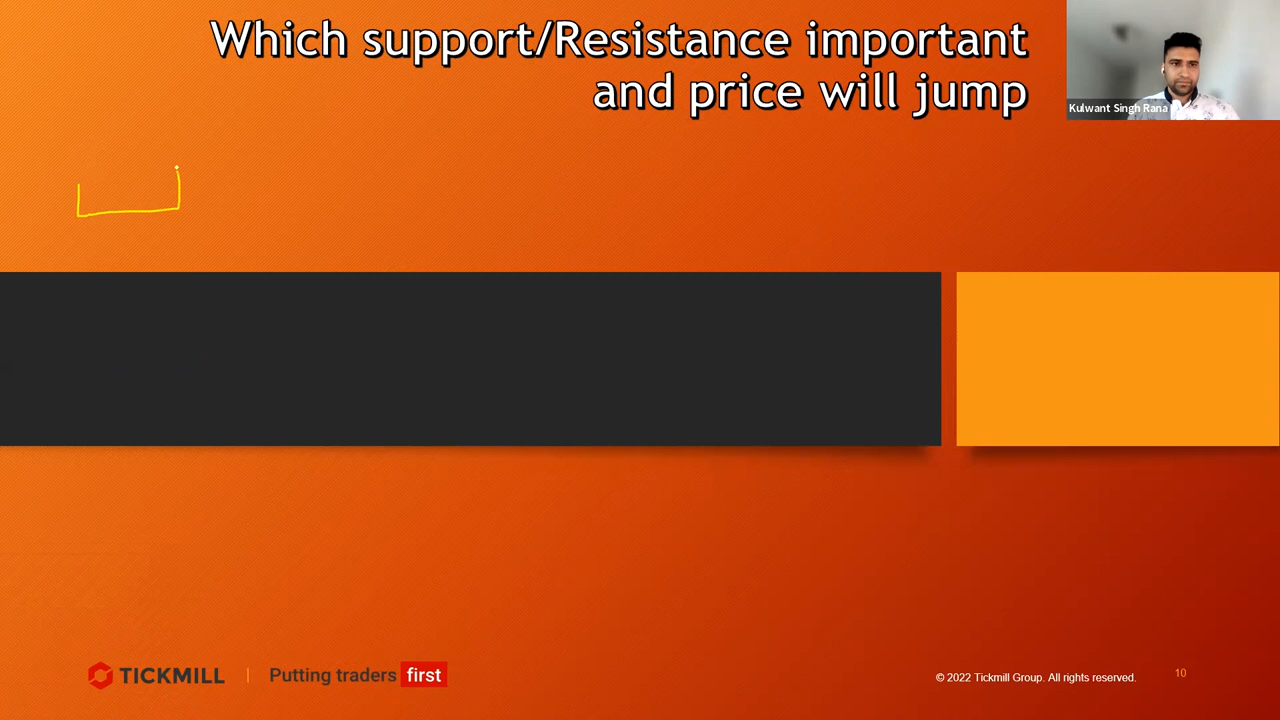 Which support/Resistance important
and price will jump
Kulwant Singh Rana
TICKMILL | Putting traders first
© 2022 Tickmill Group. All rights reserved.
10